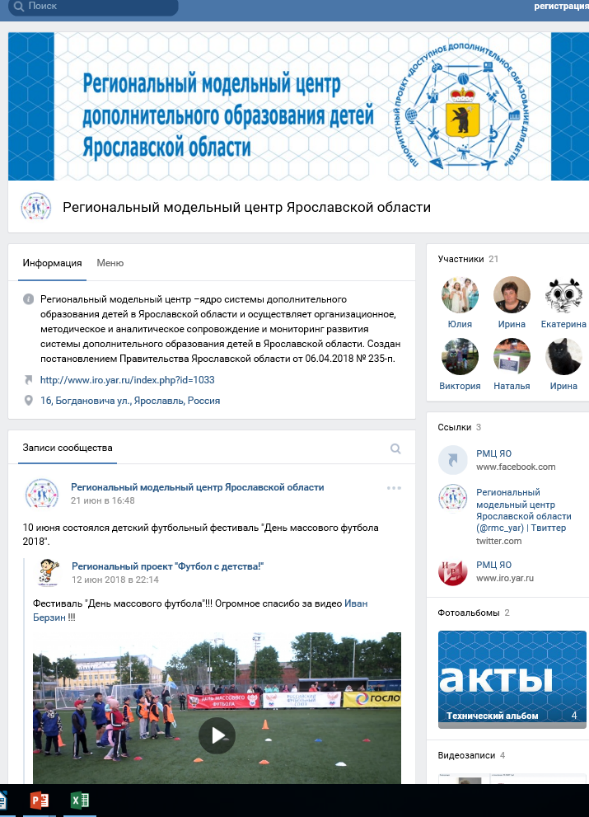 Поиск
регистрация
Региональный модельный центр
дополнительного образования детей
Ярославской области
ПРИОРИТЕТНЫЙ ПРОЕКТ «ДОСТУПНОЕ ДОПОЛНИТЕЛЬНОЕ ОБРАЗОВАНИЕ ДЛЯ ДЕТЕЙ»
Региональный модельный центр Ярославской области
Информация Меню
Региональный модельный центр –ядро системы дополнительного
образования детей в Ярославской области и осуществляет организационное,
методическое и аналитическое сопровождение и мониторинг развития
системы дополнительного образования детей в Ярославской области. Создан
постановлением Правительства Ярославской области от 06.04.2018 № 235-п.
http://www.iro.yar.ru/index.php?id=1033
16, Богдановича ул., Ярославль, Россия
Записи сообщества
Региональный модельный центр Ярославской области
21 июн в 16:48
10 июня состоялся детский футбольный фестиваль "День массового футбола
2018".
Региональный проект "Футбол с детства!"
12 июн 2018 в 22:14
Фестиваль "День массового футбола"!!! Огромное спасибо за видео Иван
Берзин !!!
ДЕНЬ МАССОВОГО
ФУТБОЛА
ГОСЛО
Участники 21
Юлия Ирина Екатерина
Виктория Наталья Ирина
Ссылки 3
РМЦ ЯО
www.facebook.com
Региональный
модельный центр
Ярославской области
(@rmc_yar) | Твиттер
twitter.com
РМЦ ЯО
www.iro.yar.ru
Фотоальбомы 2
акты
Технический альбом 4
Видеозаписи 4